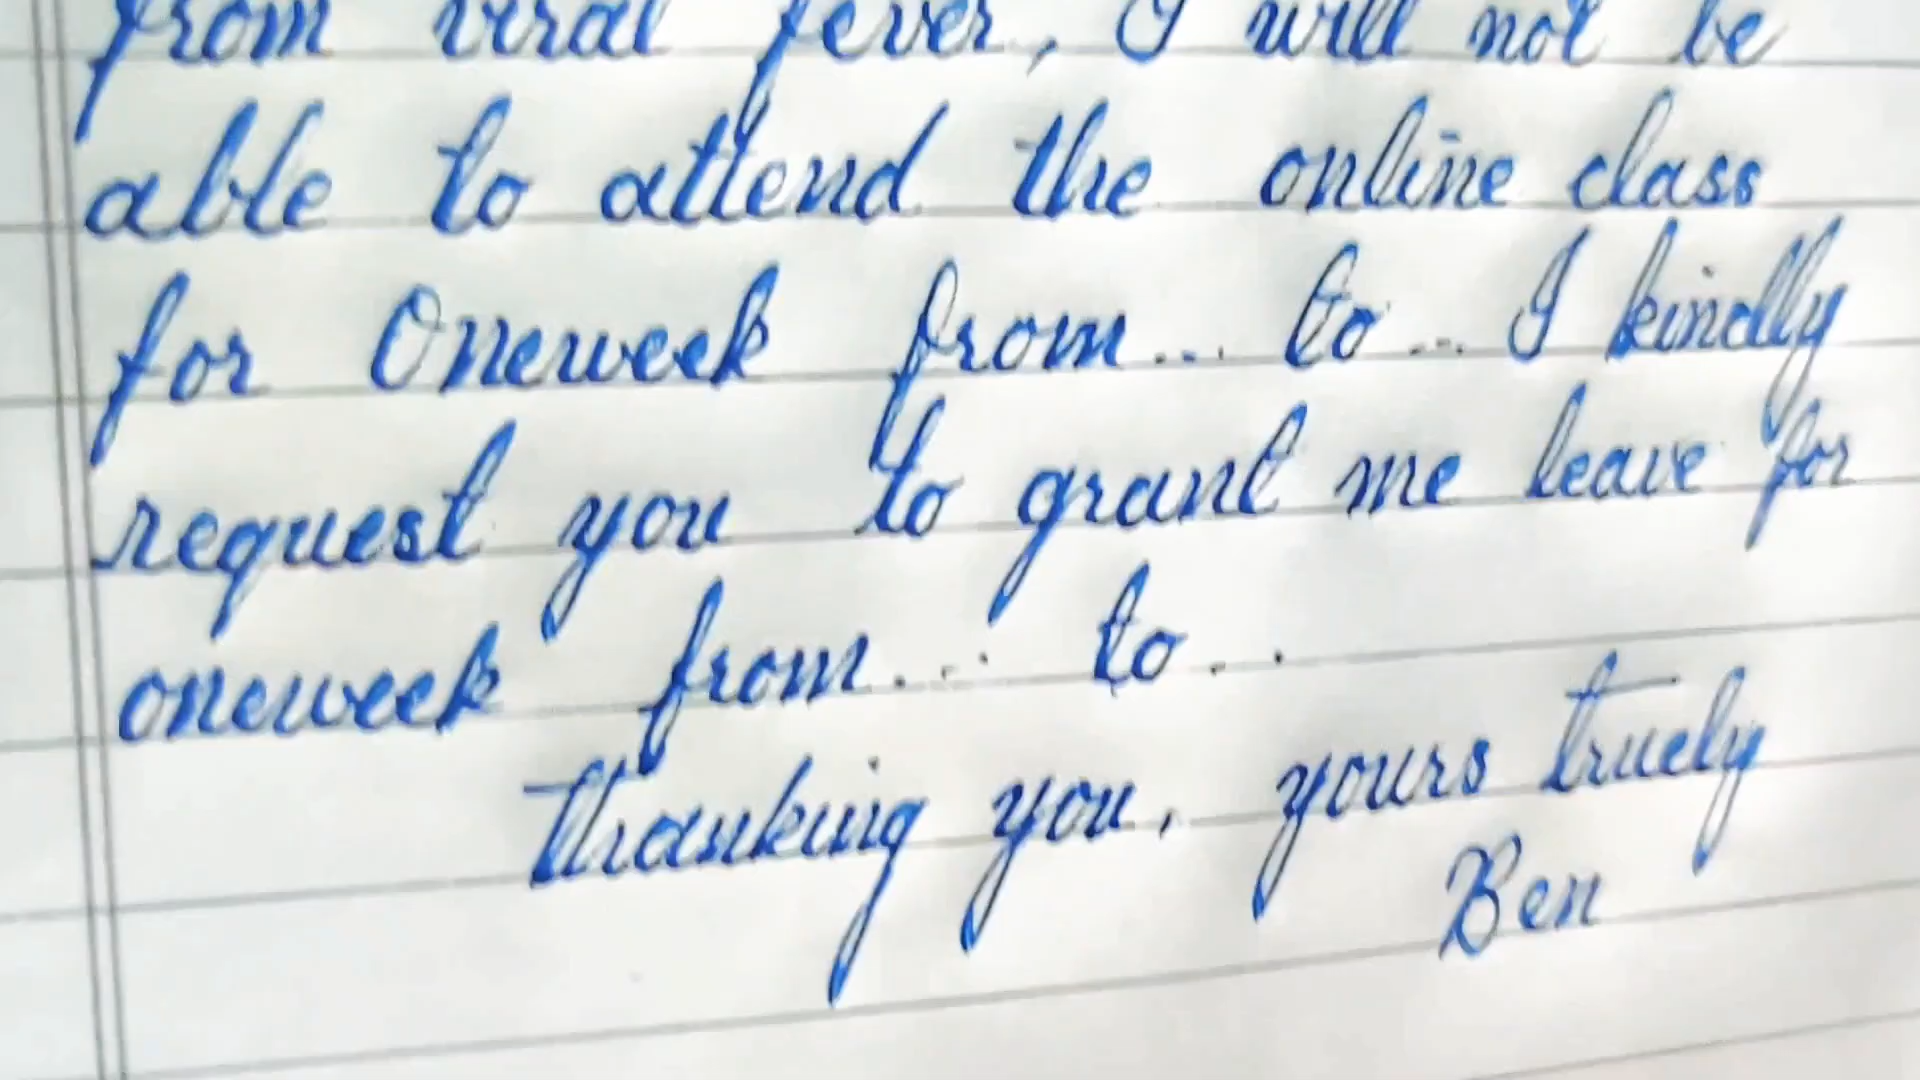 from viral fever, I will not be
able to attend the online class
for Oneweek from... to... I kindly
request you to grant me leave for
oneweek from... to..
Thanking you, yours truely
Ben